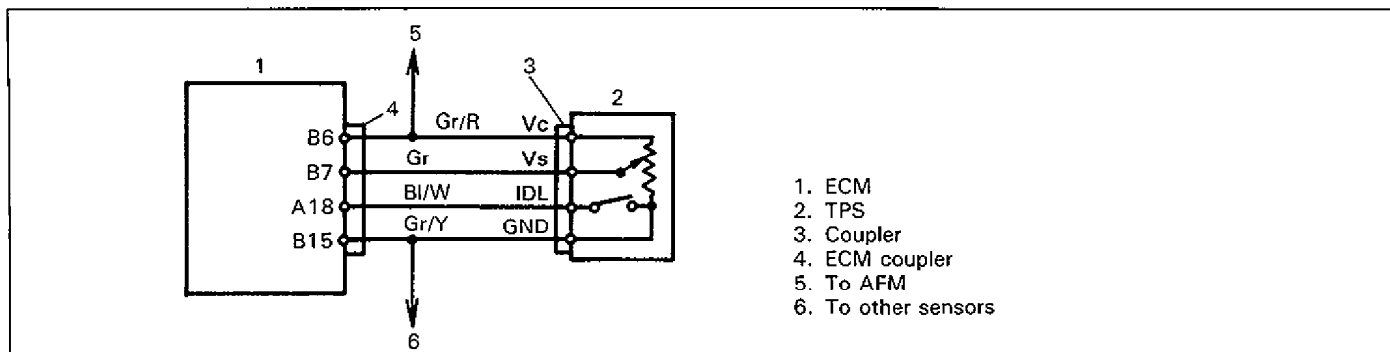 5
1
3
2
4
B6
Gr/R
Vc
B7
Gr
Vs
A18
Bl/W
IDL
B15
Gr/Y
GND
6
1. ECM
2. TPS
3. Coupler
4. ECM coupler
5. To AFM
6. To other sensors